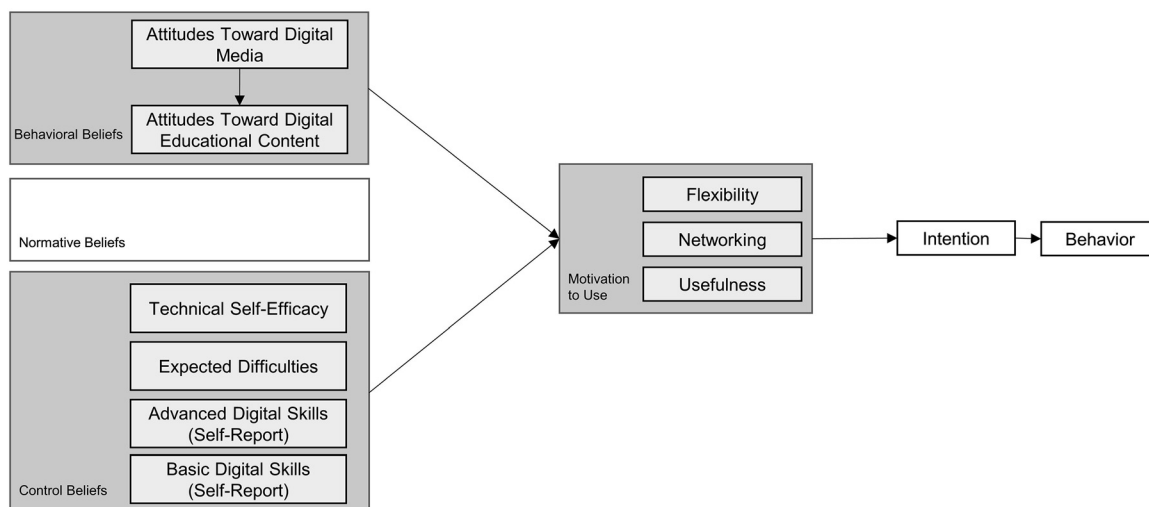 Attitudes Toward Digital
Media
Attitudes Toward Digital
Educational Content
Behavioral Beliefs
Normative Beliefs
Technical Self-Efficacy
Expected Difficulties
Advanced Digital Skills
(Self-Report)
Basic Digital Skills
(Self-Report)
Control Beliefs
Flexibility
Networking
Usefulness
Motivation
to Use
Intention
Behavior